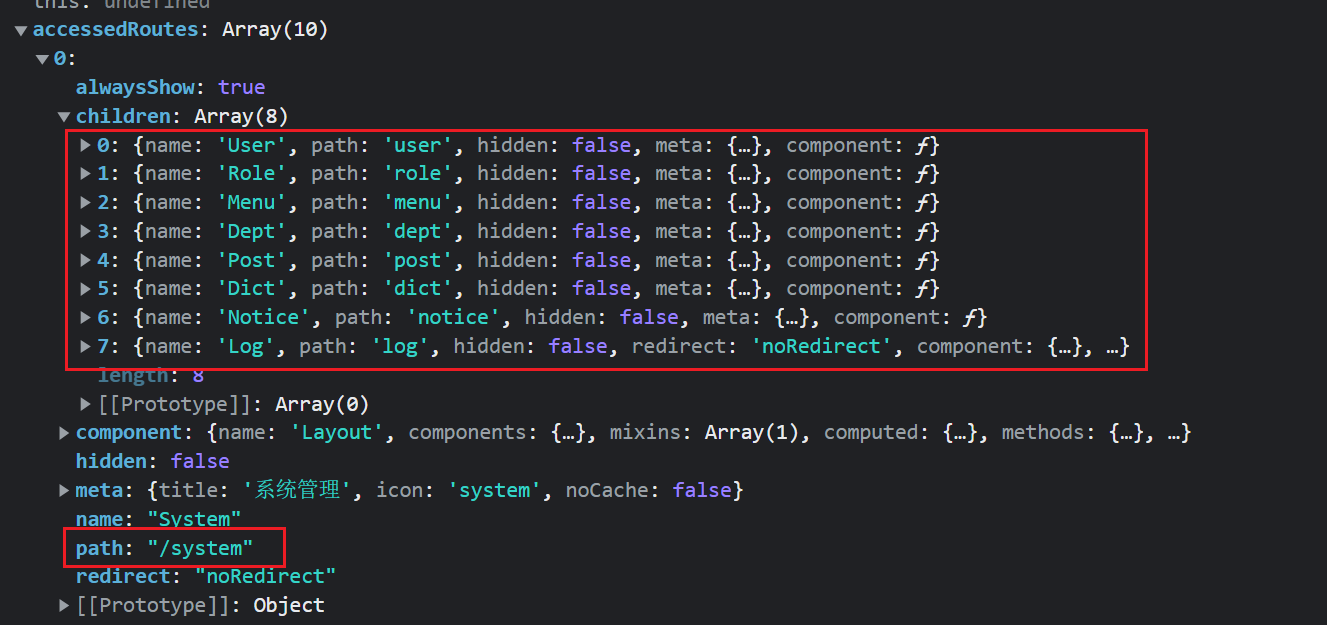 this: undefined
▼accessedRoutes: Array(10)
▼0:
alwaysShow: true
▼children: Array(8)
▶0: {name: 'User', path: 'user', hidden: false, meta: {…}, component: ƒ}
▶1: {name: 'Role', path: 'role', hidden: false, meta: {…}, component: ƒ}
▶2: {name: 'Menu', path: 'menu', hidden: false, meta: {…}, component: ƒ}
▶3: {name: 'Dept', path: 'dept', hidden: false, meta: {…}, component: ƒ}
▶4: {name: 'Post', path: 'post', hidden: false, meta: {…}, component: ƒ}
▶5: {name: 'Dict', path: 'dict', hidden: false, meta: {…}, component: ƒ}
▶6: {name: 'Notice', path: 'notice', hidden: false, meta: {…}, component: ƒ}
▶7: {name: 'Log', path: 'log', hidden: false, redirect: 'noRedirect', component: {…}, …}
length: 8
▶[[Prototype]]: Array(0)
▶component: {name: 'Layout', components: {…}, mixins: Array(1), computed: {…}, methods: {…}, …}
hidden: false
▶meta: {title: '系统管理', icon: 'system', noCache: false}
name: "System"
path: "/system"
redirect: "noRedirect"
▶[[Prototype]]: Object